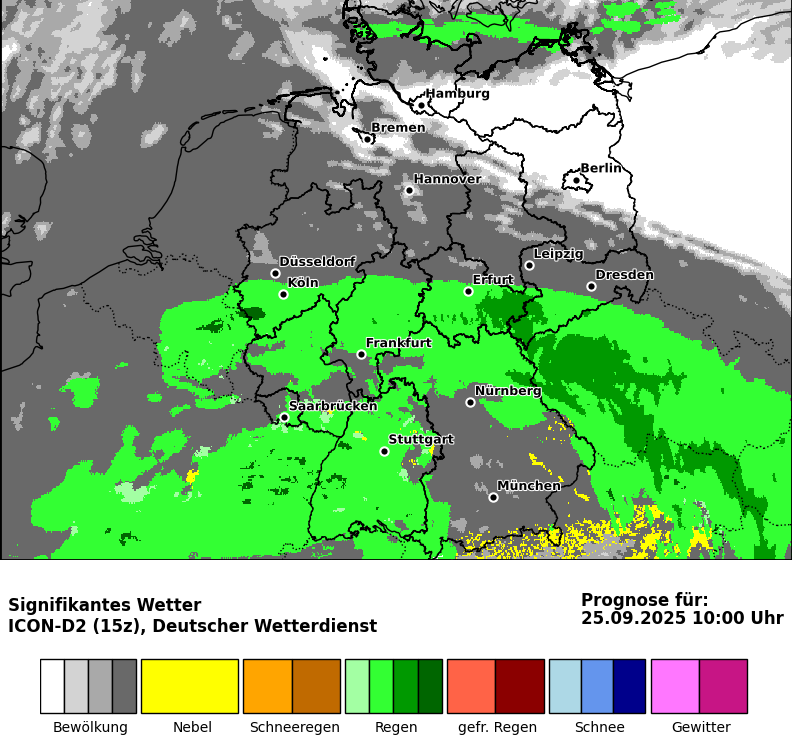 Hamburg
Bremen
Berlin
Hannover
Düsseldorf
Leipzig
Köln
Erfurt
Dresden
Frankfurt
Nürnberg
Saarbrücken
Stuttgart
München
Signifikantes Wetter
ICON-D2 (15z), Deutscher Wetterdienst
Prognose für:
25.09.2025 10:00 Uhr
Bewölkung Nebel Schneeregen Regen gefr. Regen Schnee Gewitter